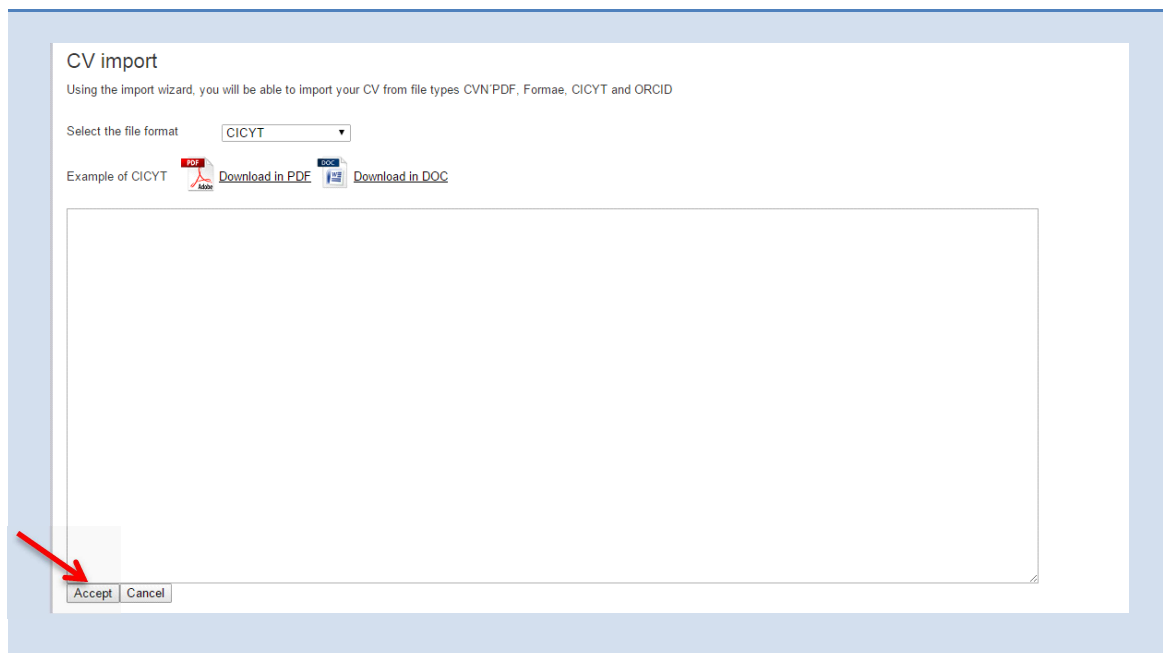 CV import
Using the import wizard, you will be able to import your CV from file types CVN'PDF, Formae, CICYT and ORCID
Select the file format CICYT
Example of CICYT PDF Adobe Download in PDF DOC W Download in DOC
Accept Cancel